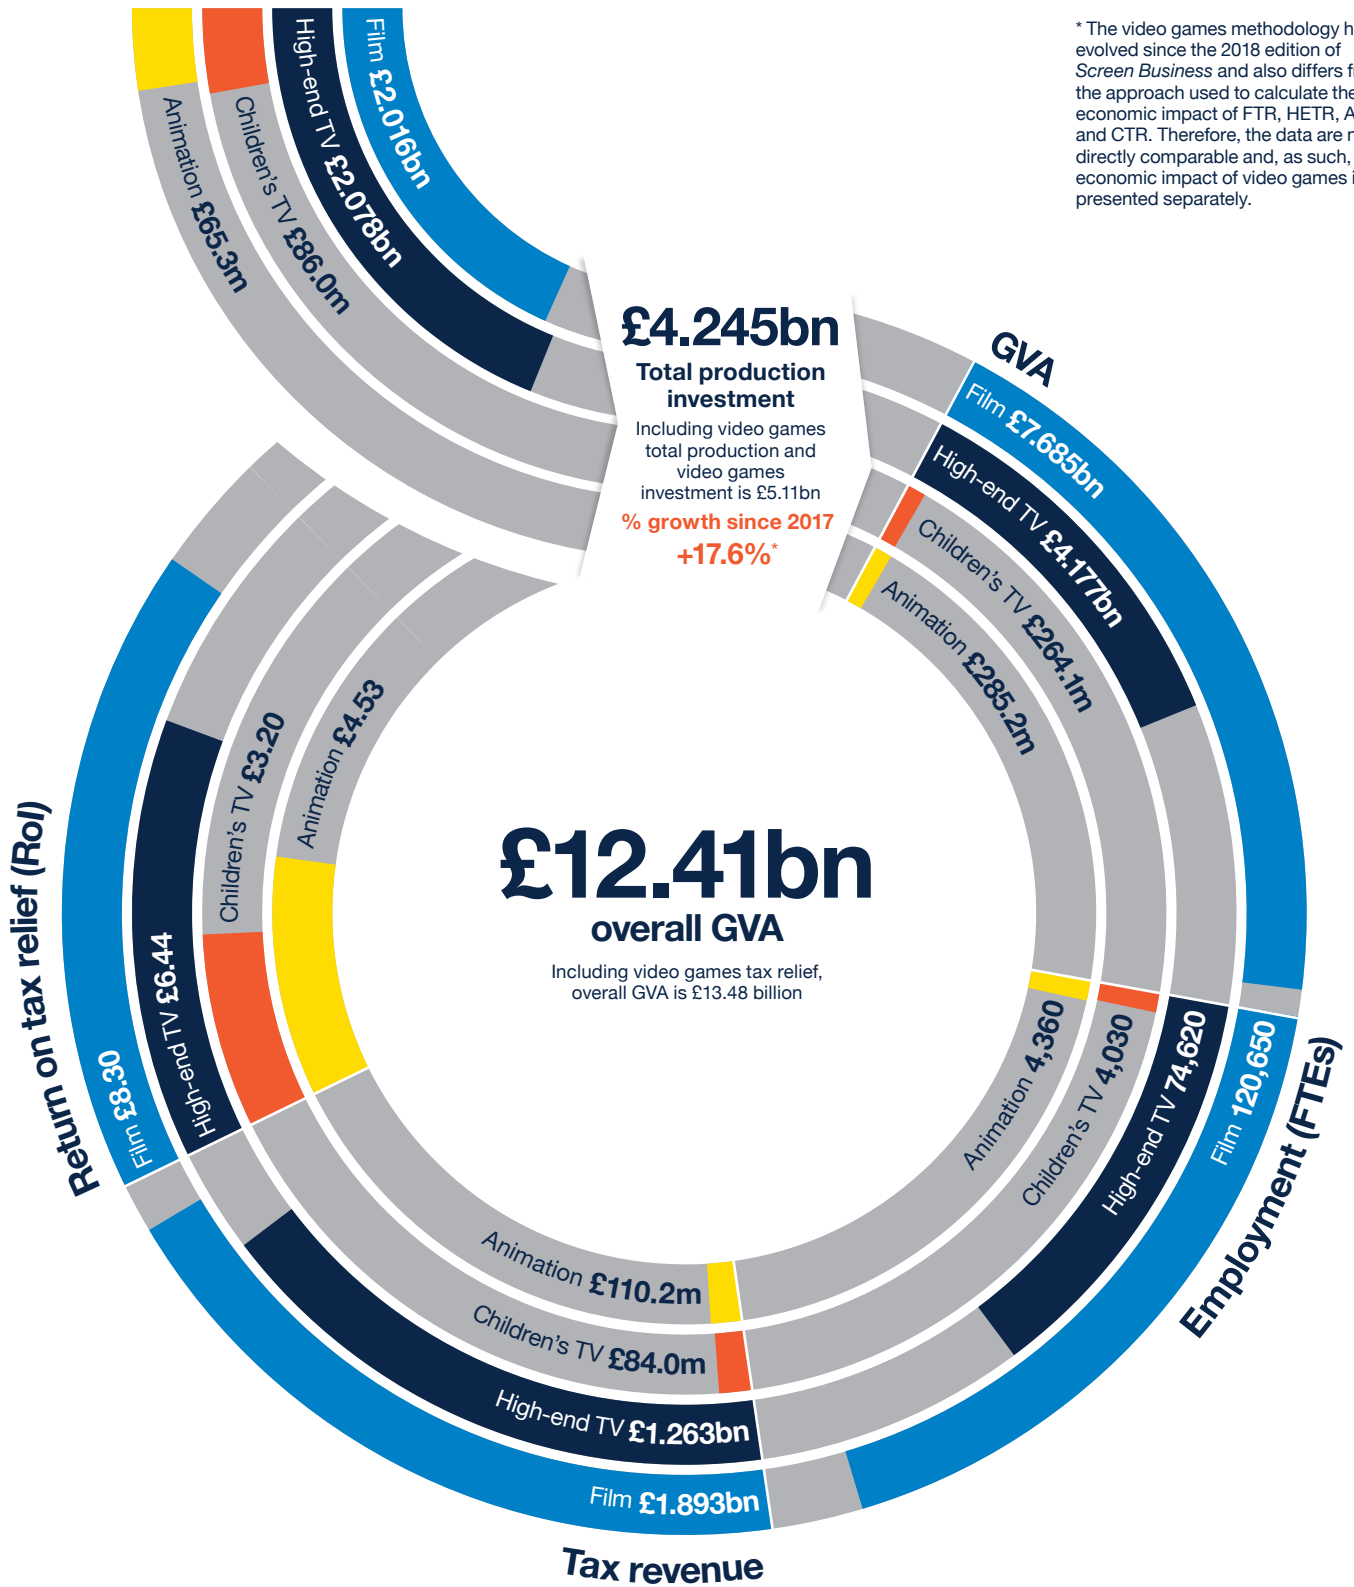 Film £2.016bn
High-end TV £2.078bn
Children's TV £86.0m
Animation £65.3m
* The video games methodology
evolved since the 2018 edition of
Screen Business and also differs
the approach used to calculate the
economic impact of FTR, HETR,
and CTR. Therefore, the data are
directly comparable and, as such,
economic impact of video games
presented separately.
£4.245bn
Total production
investment
Including video games
total production and
video games
investment is £5.11bn
% growth since 2017
+17.6%*
GVA
Film £7.685bn
High-end TV £4.177bn
Children's TV £264.1m
Animation £285.2m
£12.41bn
overall GVA
Including video games tax relief,
overall GVA is £13.48 billion
Return on tax relief (RoI)
Film £8.30
High-end TV £6.44
Children's TV £3.20
Animation £4.53
Employment (FTEs)
Film 120,650
High-end TV 74,620
Children's TV 4,030
Animation 4,360
Animation £110.2m
Children's TV £84.0m
High-end TV £1.263bn
Film £1.893bn
Tax revenue